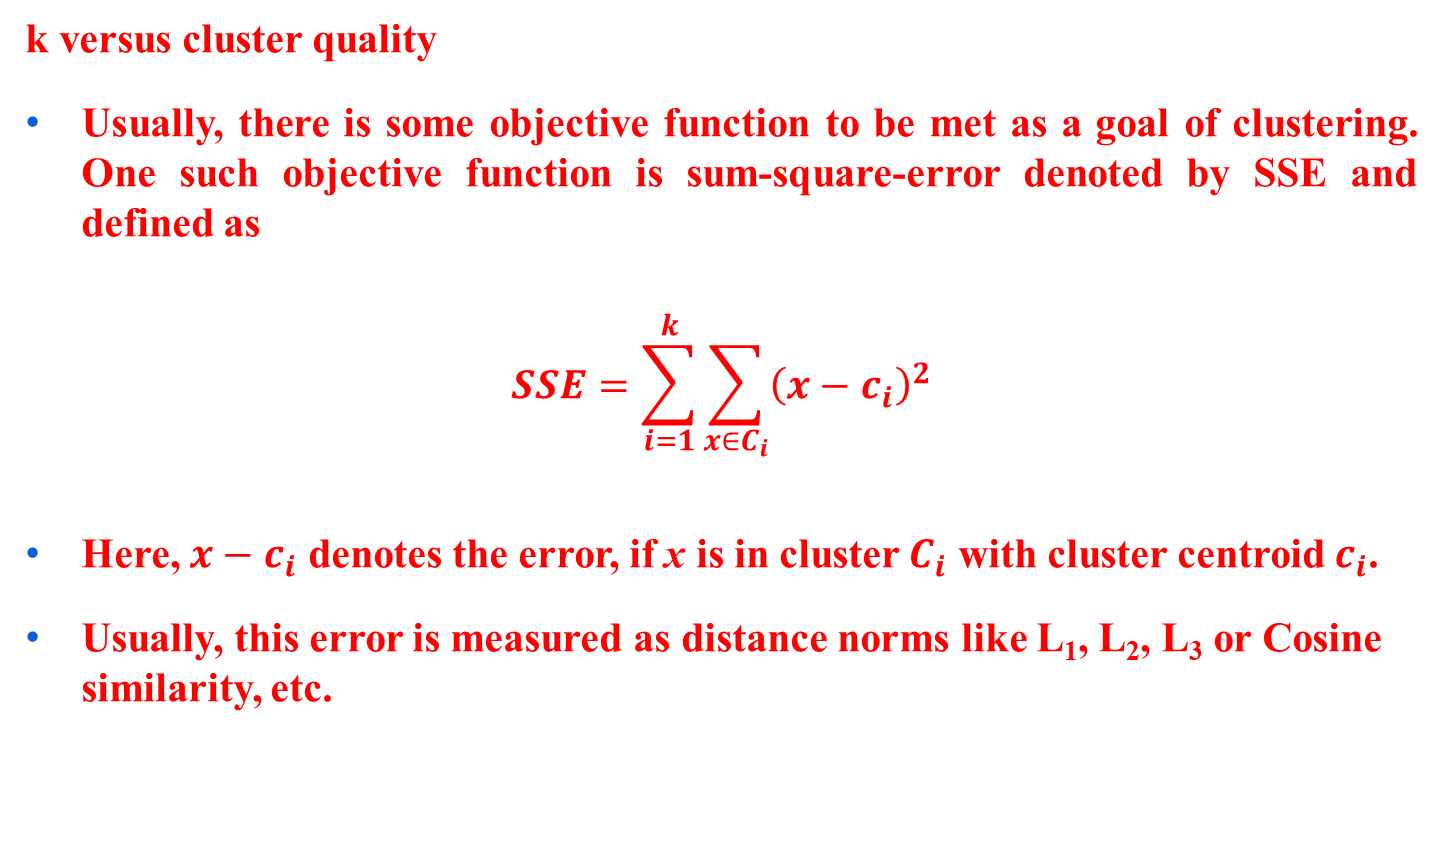 k versus cluster quality
• Usually, there is some objective function to be met as a goal of clustering.
One such objective function is sum-square-error denoted by SSE and
defined as
$SSE = \sum_{i=1}^{k} \sum_{x \in C_i} (x - c_i)^2$
• Here, $x - c_i$ denotes the error, if x is in cluster $C_i$ with cluster centroid $c_i$.
• Usually, this error is measured as distance norms like L₁, L₂, L₃ or Cosine
similarity, etc.